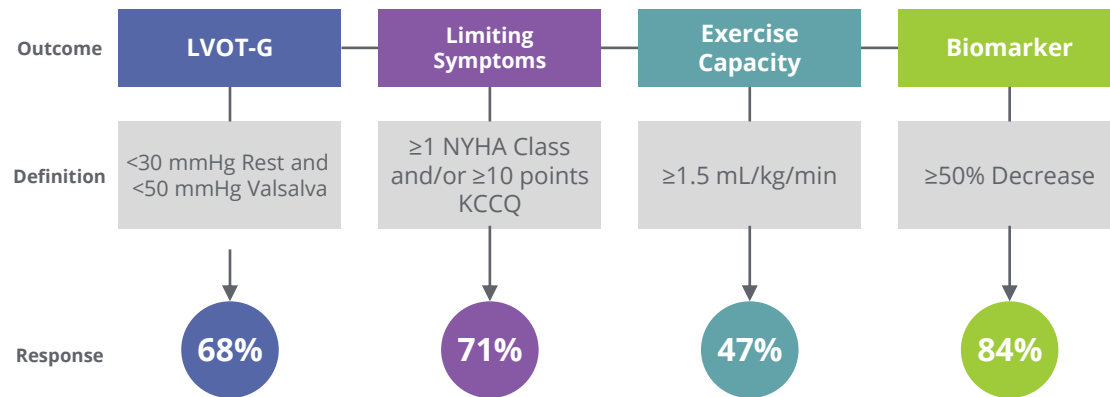 Outcome
LVOT-G
Limiting
Symptoms
Exercise
Capacity
Biomarker
Definition
<30 mmHg Rest and
<50 mmHg Valsalva
≥1 NYHA Class
and/or ≥10 points
KCCQ
≥1.5 mL/kg/min
≥50% Decrease
Response
68%
71%
47%
84%